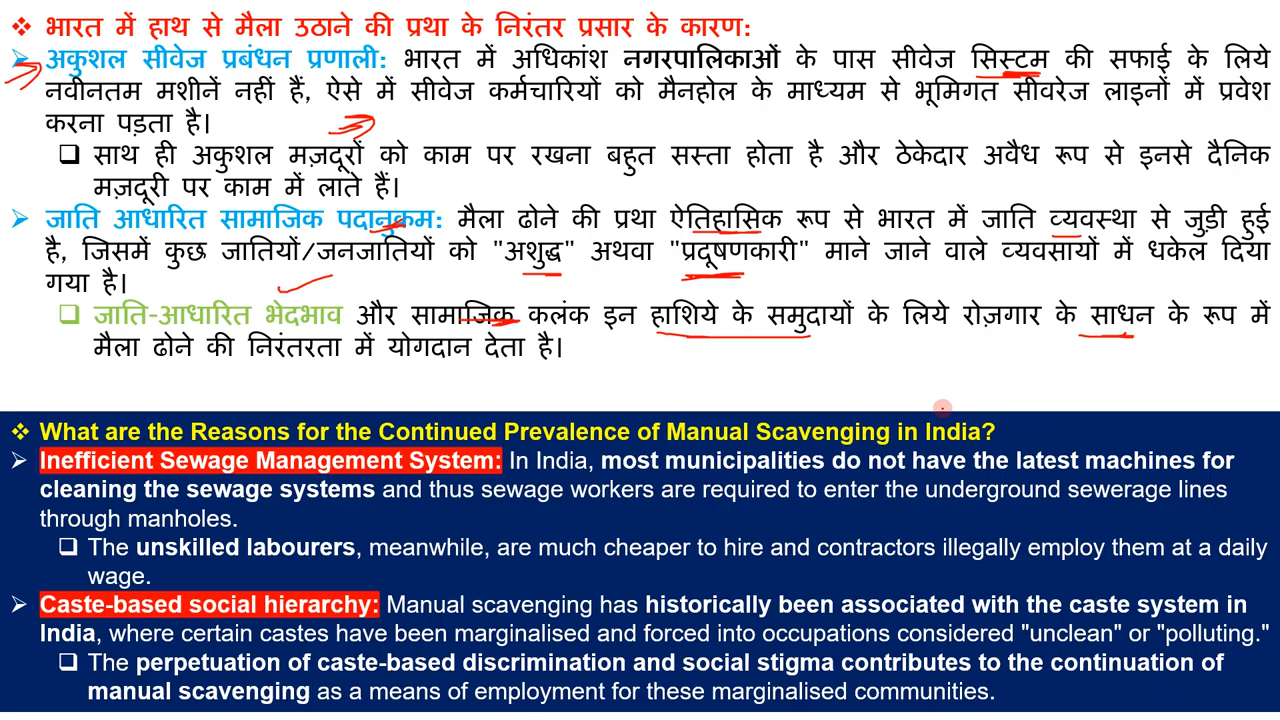 ❖ भारत में हाथ से मैला उठाने की प्रथा के निरंतर प्रसार के कारण:
➢ अकुशल सीवेज प्रबंधन प्रणाली: भारत में अधिकांश नगरपालिकाओं के पास सीवेज सिस्टम की सफाई के लिये
नवीनतम मशीनें नहीं हैं, ऐसे में सीवेज कर्मचारियों को मैनहोल के माध्यम से भूमिगत सीवरेज लाइनों में प्रवेश
करना पड़ता है।
❑ साथ ही अकुशल मज़दूरों को काम पर रखना बहुत सस्ता होता है और ठेकेदार अवैध रूप से इनसे दैनिक
मज़दूरी पर काम में लाते हैं।
➢ जाति आधारित सामाजिक पदानुक्रम: मैला ढोने की प्रथा ऐतिहासिक रूप से भारत में जाति व्यवस्था से जुड़ी हुई
है, जिसमें कुछ जातियों/जनजातियों को "अशुद्ध" अथवा "प्रदूषणकारी" माने जाने वाले व्यवसायों में धकेल दिया
गया है।
❑ जाति-आधारित भेदभाव और सामाजिक कलंक इन हाशिये के समुदायों के लिये रोज़गार के साधन के रूप में
मैला ढोने की निरंतरता में योगदान देता है।
❖ What are the Reasons for the Continued Prevalence of Manual Scavenging in India?
➢ Inefficient Sewage Management System: In India, most municipalities do not have the latest machines for
cleaning the sewage systems and thus sewage workers are required to enter the underground sewerage lines
through manholes.
❑ The unskilled labourers, meanwhile, are much cheaper to hire and contractors illegally employ them at a daily
wage.
➢ Caste-based social hierarchy: Manual scavenging has historically been associated with the caste system in
India, where certain castes have been marginalised and forced into occupations considered "unclean" or "polluting."
❑ The perpetuation of caste-based discrimination and social stigma contributes to the continuation of
manual scavenging as a means of employment for these marginalised communities.